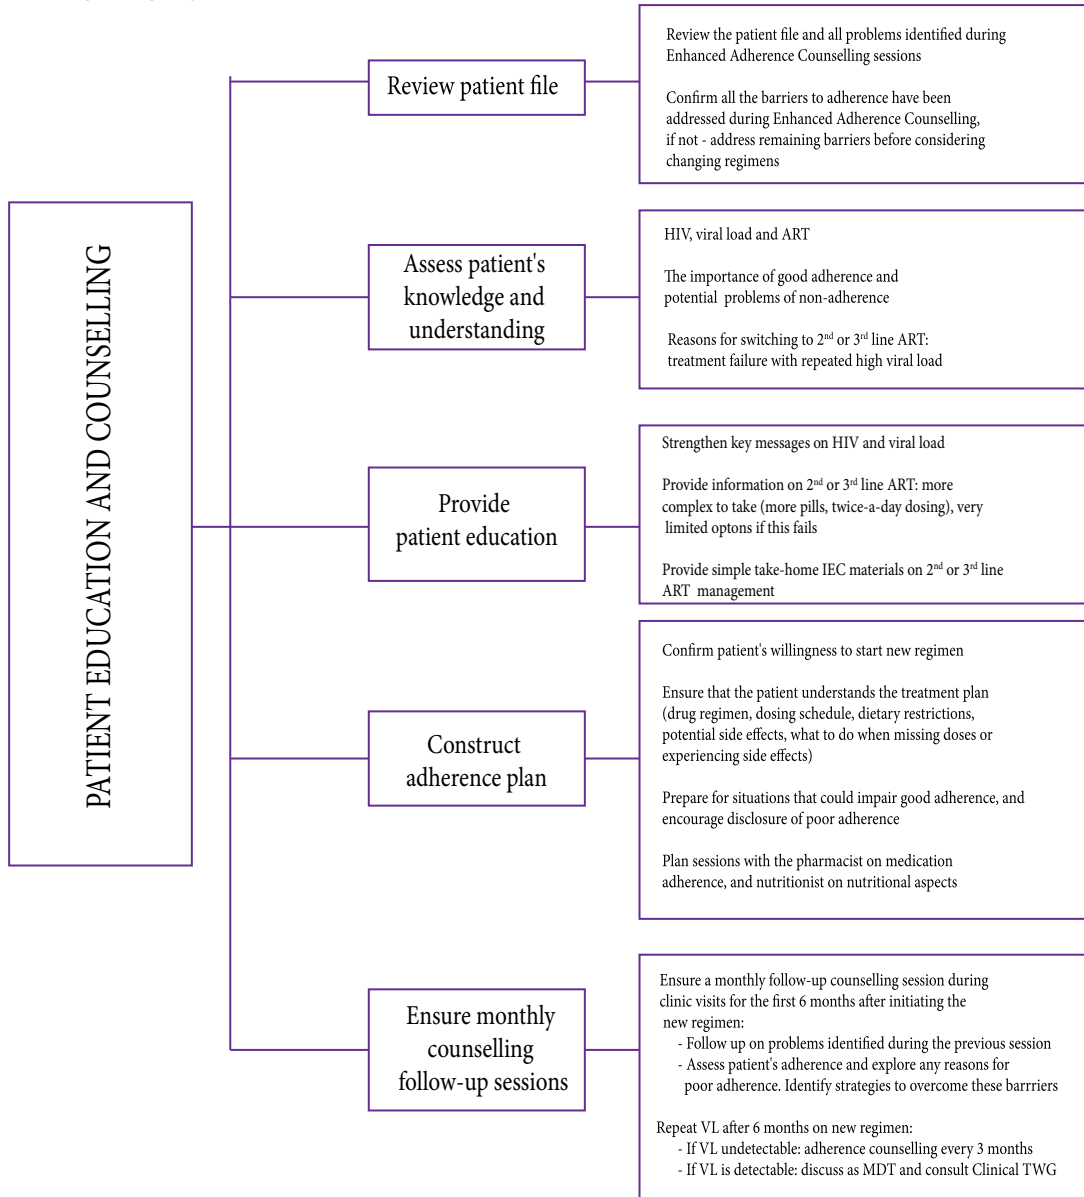 PATIENT EDUCATION AND COUNSELLING
Review patient file
Review the patient file and all problems identified during
Enhanced Adherence Counselling sessions
Confirm all the barriers to adherence have been
addressed during Enhanced Adherence Counselling,
if not - address remaining barriers before considering
changing regimens
Assess patient's
knowledge and
understanding
HIV, viral load and ART
The importance of good adherence and
potential problems of non-adherence
Reasons for switching to 2nd or 3rd line ART:
treatment failure with repeated high viral load
Provide
patient education
Strengthen key messages on HIV and viral load
Provide information on 2nd or 3rd line ART: more
complex to take (more pills, twice-a-day dosing), very
limited optons if this fails
Provide simple take-home IEC materials on 2nd or 3rd line
ART management
Construct
adherence plan
Confirm patient's willingness to start new regimen
Ensure that the patient understands the treatment plan
(drug regimen, dosing schedule, dietary restrictions,
potential side effects, what to do when missing doses or
experiencing side effects)
Prepare for situations that could impair good adherence, and
encourage disclosure of poor adherence
Plan sessions with the pharmacist on medication
adherence, and nutritionist on nutritional aspects
Ensure monthly
counselling
follow-up sessions
Ensure a monthly follow-up counselling session during
clinic visits for the first 6 months after initiating the
new regimen:
- Follow up on problems identified during the previous session
- Assess patient's adherence and explore any reasons for
poor adherence. Identify strategies to overcome these barrriers
Repeat VL after 6 months on new regimen:
- If VL undetectable: adherence counselling every 3 months
- If VL is detectable: discuss as MDT and consult Clinical TWG